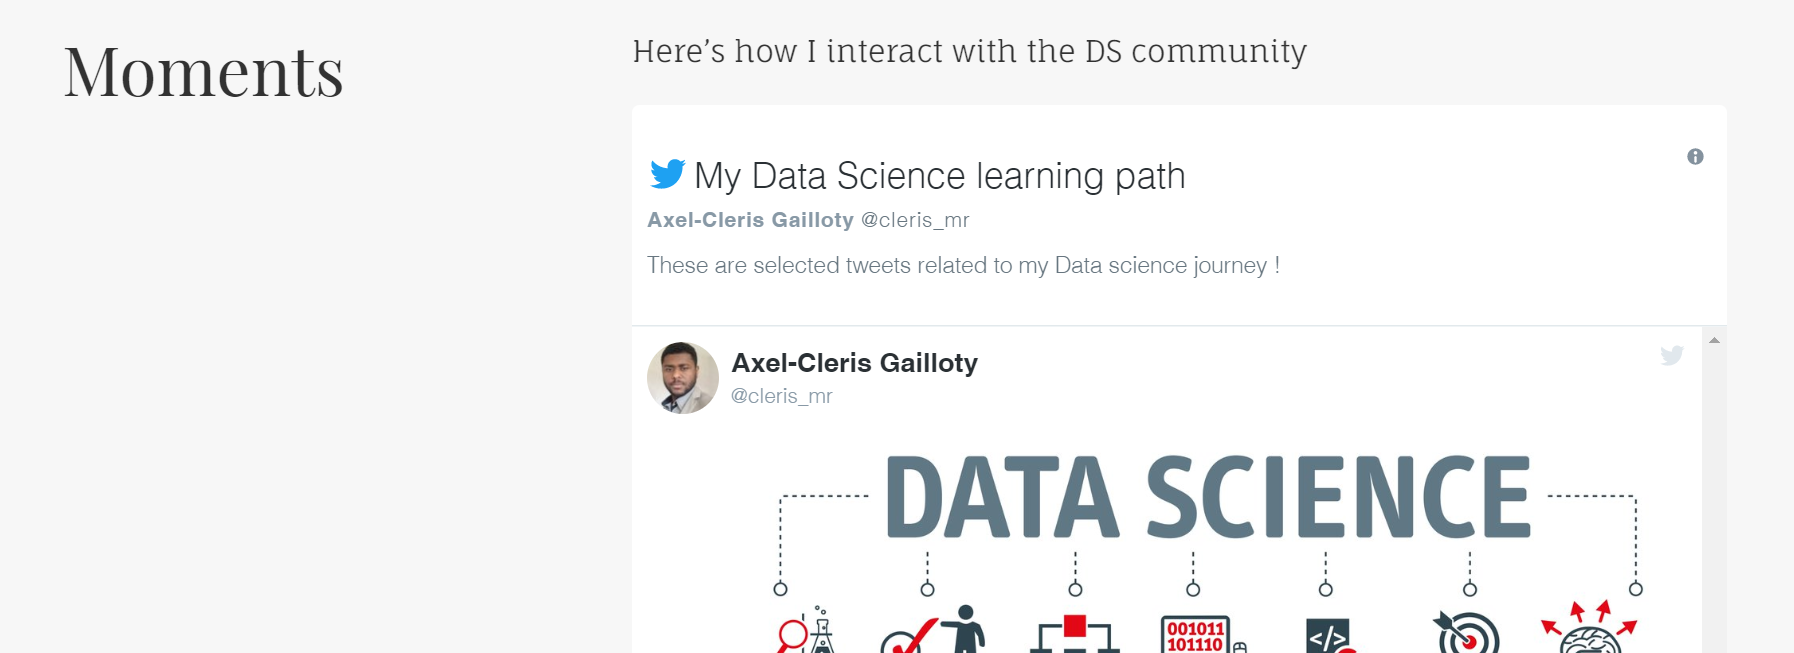 Moments
Here’s how I interact with the DS community
My Data Science learning path
Axel-Cleris Gailloty @cleris_mr
These are selected tweets related to my Data science journey !
Axel-Cleris Gailloty
@cleris_mr
DATA SCIENCE
001011
101110
</>